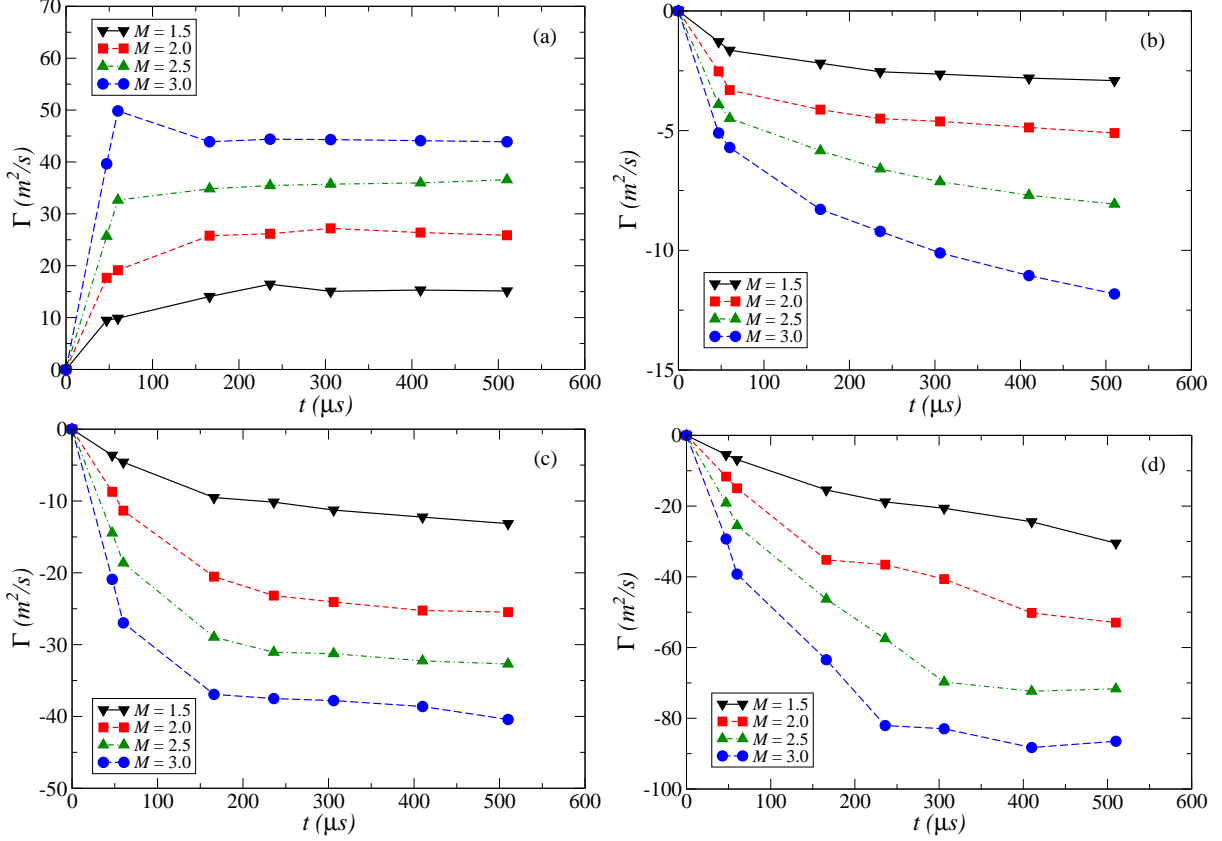 70
60
50
40
30
20
10
0
Γ (m²/s)
M = 1.5
M = 2.0
M = 2.5
M = 3.0
(a)
0 100 200 300 400 500 600
t (μs)
0
-5
-10
-15
Γ (m²/s)
(b)
M = 1.5
M = 2.0
M = 2.5
M = 3.0
0 100 200 300 400 500 600
t (μs)
0
-10
-20
-30
-40
-50
Γ (m²/s)
(c)
M = 1.5
M = 2.0
M = 2.5
M = 3.0
0 100 200 300 400 500 600
t (μs)
0
-20
-40
-60
-80
-100
Γ (m²/s)
(d)
M = 1.5
M = 2.0
M = 2.5
M = 3.0
0 100 200 300 400 500 600
t (μs)